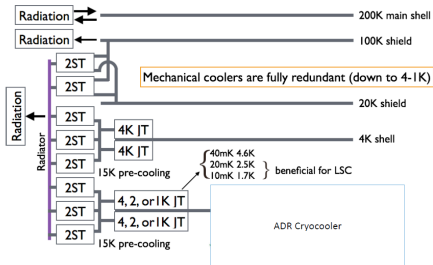 Radiation
200K main shell
Radiation
100K shield
2ST
2ST
Mechanical coolers are fully redundant (down to 4-1K)
20K shield
Radiation
Radiator
2ST
4K JT
2ST
4K shell
4K JT
2ST
15K pre-cooling
40mK 4.6K
20mK 2.5K
10mK 1.7K
beneficial for LSC
2ST
4, 2, or 1K JT
2ST
4, 2, or 1K JT
2ST
15K pre-cooling
ADR Cryocooler